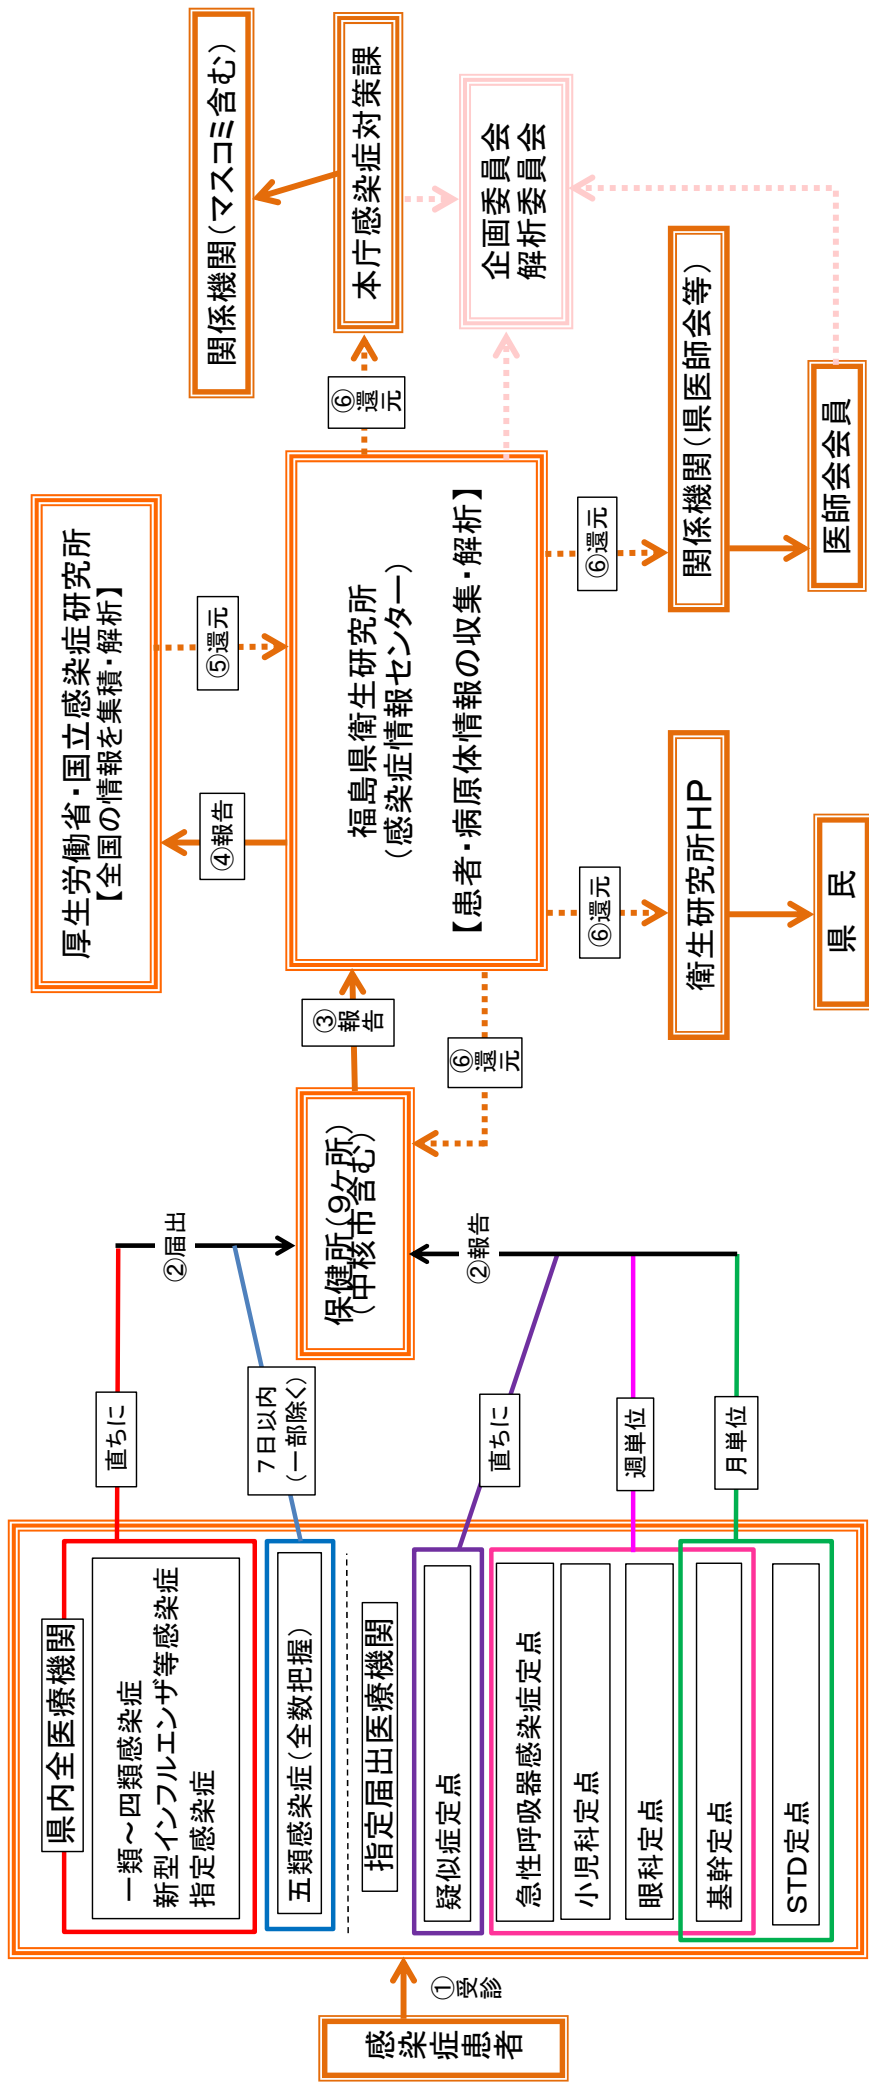 感染症患者
①受診
県内全医療機関
一類～四類感染症
新型インフルエンザ等感染症
指定感染症
五類感染症(全数把握)
指定届出医療機関
疑似症定点
急性呼吸器感染症定点
小児科定点
眼科定点
基幹定点
STD定点
直ちに
７日以内
(一部除く)
直ちに
週単位
月単位
②届出
②報告
保健所(９ケ所)
(中核市含む)
③報告
⑥還元
福島県衛生研究所
(感染症情報センター)
【患者・病原体情報の収集・解析】
④報告
⑤還元
厚生労働省・国立感染症研究所
【全国の情報を集積・解析】
⑥還元
衛生研究所HP
県　民
⑥還元
関係機関(県医師会等)
医師会会員
⑥還元
本庁感染症対策課
関係機関(マスコミ含む)
企画委員会
解析委員会